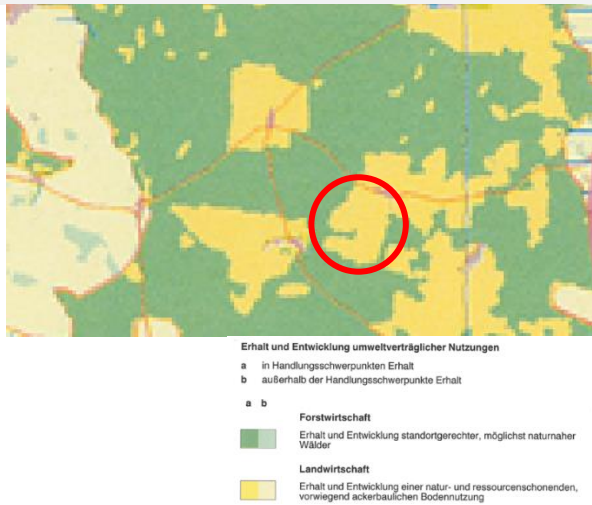 Erhalt und Entwicklung umweltverträglicher Nutzungen
a in Handlungsschwerpunkten Erhalt
b außerhalb der Handlungsschwerpunkte Erhalt
a b
Forstwirtschaft
Erhalt und Entwicklung standortgerechter, möglichst naturnaher
Wälder
Landwirtschaft
Erhalt und Entwicklung einer natur- und ressourcenschonenden,
vorwiegend ackerbaulichen Bodennutzung